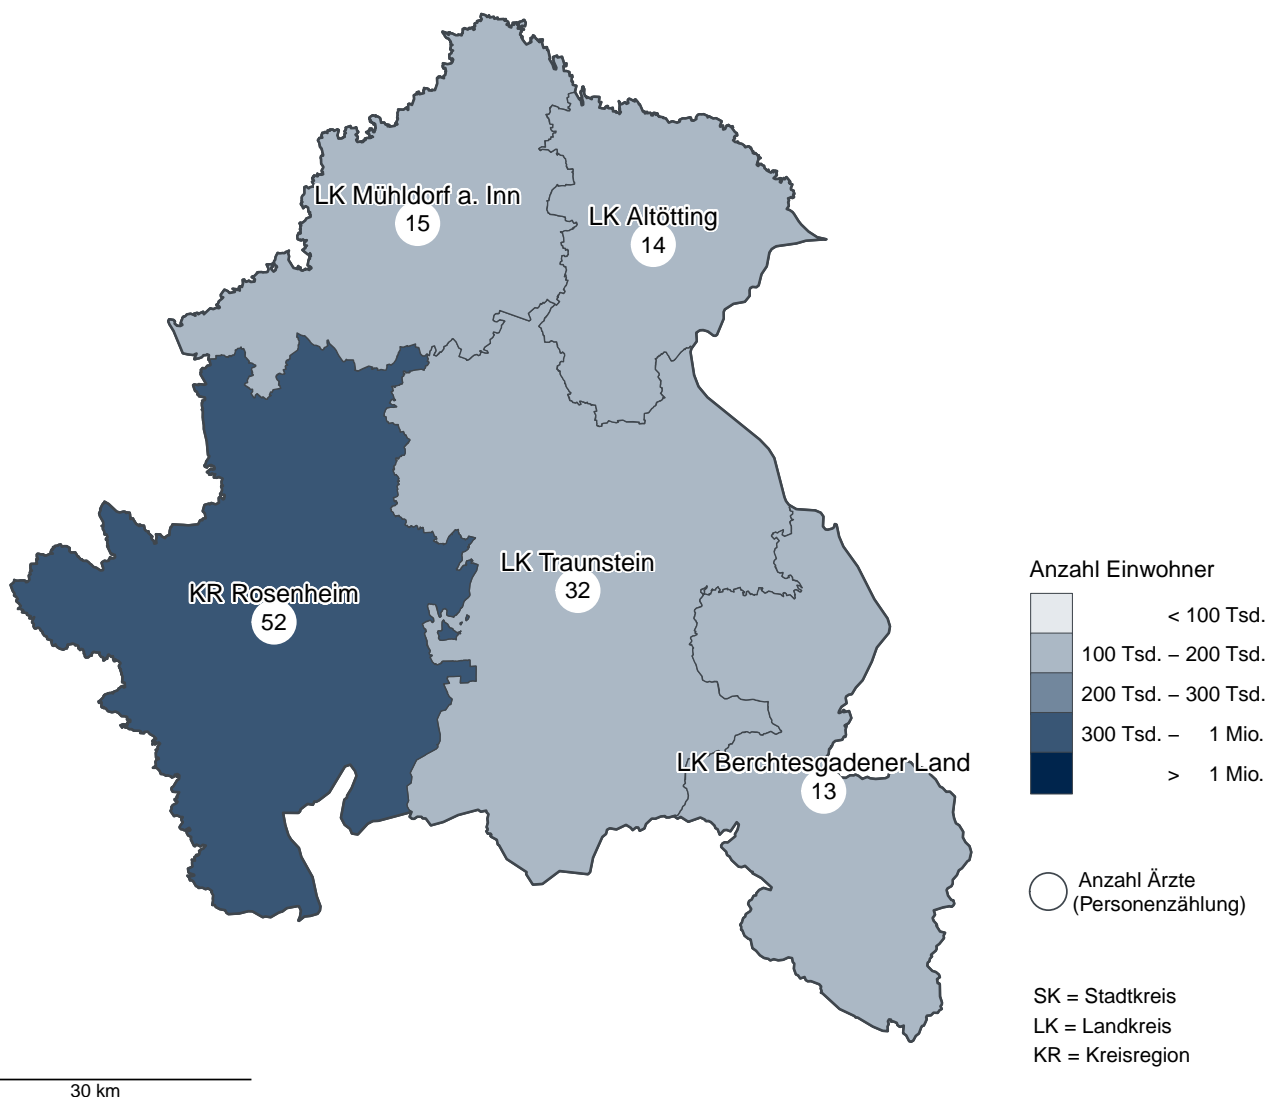 LK Mühldorf a. Inn
15
LK Altötting
14
LK Traunstein
32
KR Rosenheim
52
LK Berchtesgadener Land
13
Anzahl Einwohner
< 100 Tsd.
100 Tsd. – 200 Tsd.
200 Tsd. – 300 Tsd.
300 Tsd. – 1 Mio.
> 1 Mio.
Anzahl Ärzte
(Personenzählung)
SK = Stadtkreis
LK = Landkreis
KR = Kreisregion
30 km